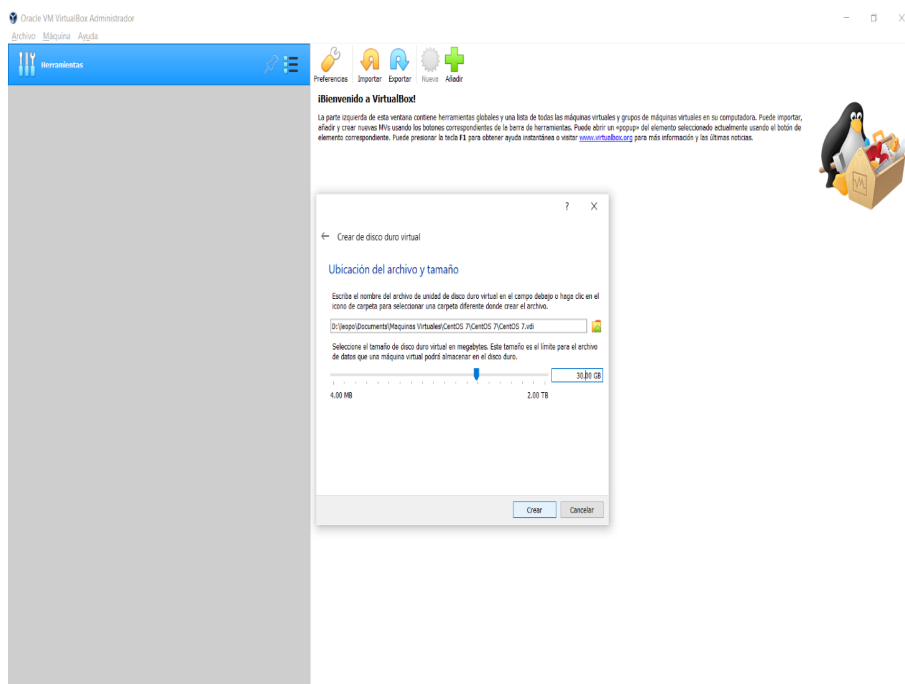 Oracle VM VirtualBox Administrador
Archivo Máquina Ayuda
Herramientas
Preferencias Importar Exportar Nueva Añadir
¡Bienvenido a VirtualBox!
La parte izquierda de esta ventana contiene herramientas globales y una lista de todas las máquinas virtuales y grupos de máquinas virtuales en su computadora. Puede importar,
añadir y crear nuevas MVs usando los botones correspondientes de la barra de herramientas. Puede abrir un «popup» del elemento seleccionado actualmente usando el botón de
elemento correspondiente. Puede presionar la tecla F1 para obtener ayuda instantánea o visitar www.virtualbox.org para más información y las últimas noticias.
Crear de disco duro virtual
Ubicación del archivo y tamaño
Escriba el nombre del archivo de unidad de disco duro virtual en el campo debajo o haga clic en el
icono de carpeta para seleccionar una carpeta diferente donde crear el archivo.
D:\leopo\Documents\Maquinas Virtuales\CentOS 7\CentOS 7\CentOS 7.vdi
Seleccione el tamaño de disco duro virtual en megabytes. Este tamaño es el límite para el archivo
de datos que una máquina virtual podrá almacenar en el disco duro.
30.00 GB
4.00 MB 2.00 TB
Crear Cancelar